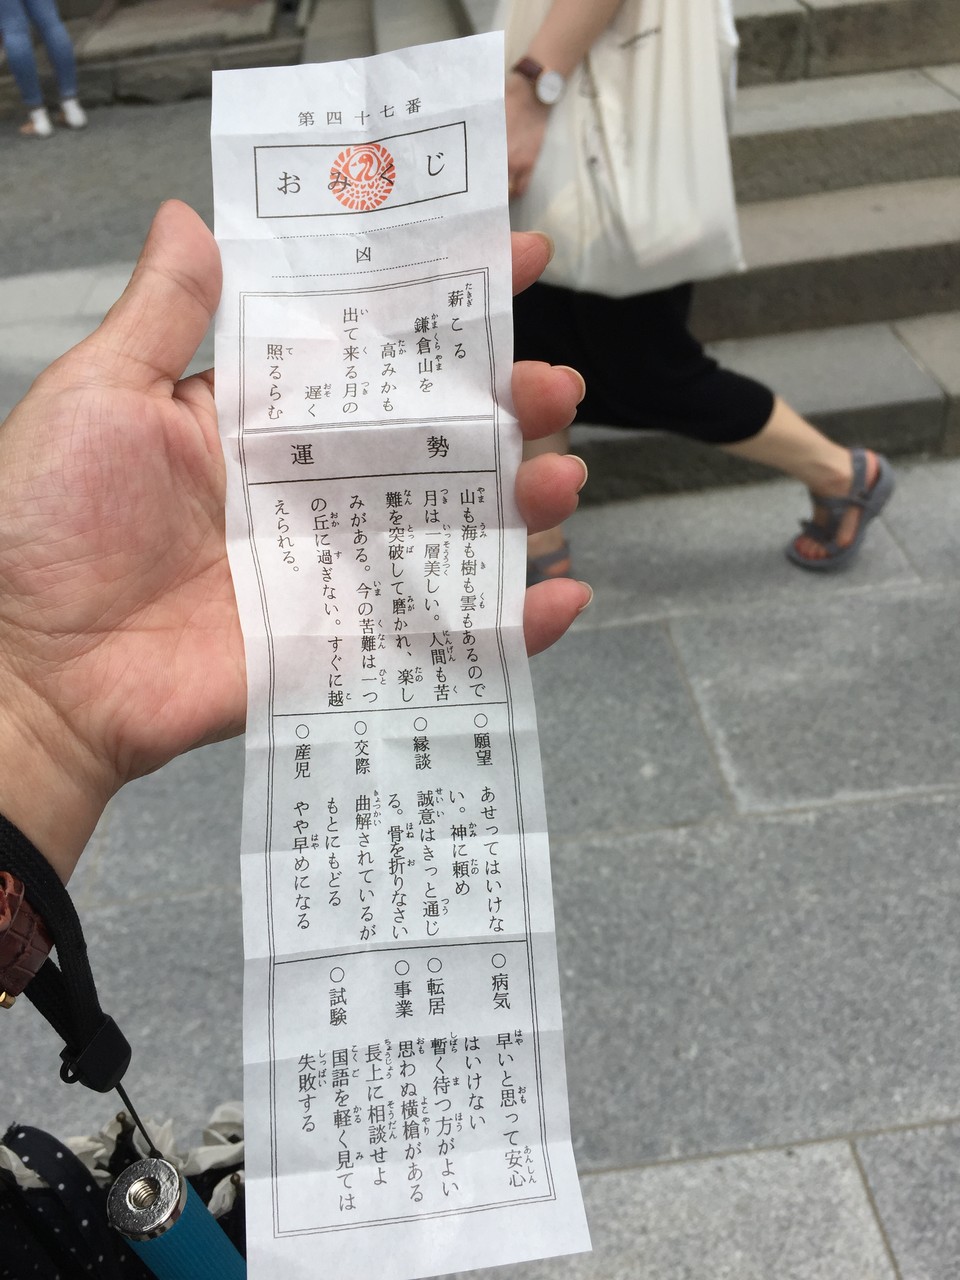 第四十七番
おみくじ
凶
薪こる
鎌倉山を
高みかも
出て来る月の
遅く
照るらむ
運勢
山も海も樹も雲もあるので
月は一層美しい。人間も苦
難を突破して磨かれ、楽し
みがある。今の苦難は一つ
の丘に過ぎない。すぐに越
えられる。
○願望 あせってはいけな
い。神に頼め
○縁談 誠意はきっと通じ
る。骨を折りなさい
○交際 曲解されているが
もとにもどる
○産児 やや早めになる
○病気 早いと思って安心
はいけない
○転居 暫く待つ方がよい
○事業 思わぬ横槍がある
長上に相談せよ
○試験 国語を軽く見ては
失敗する